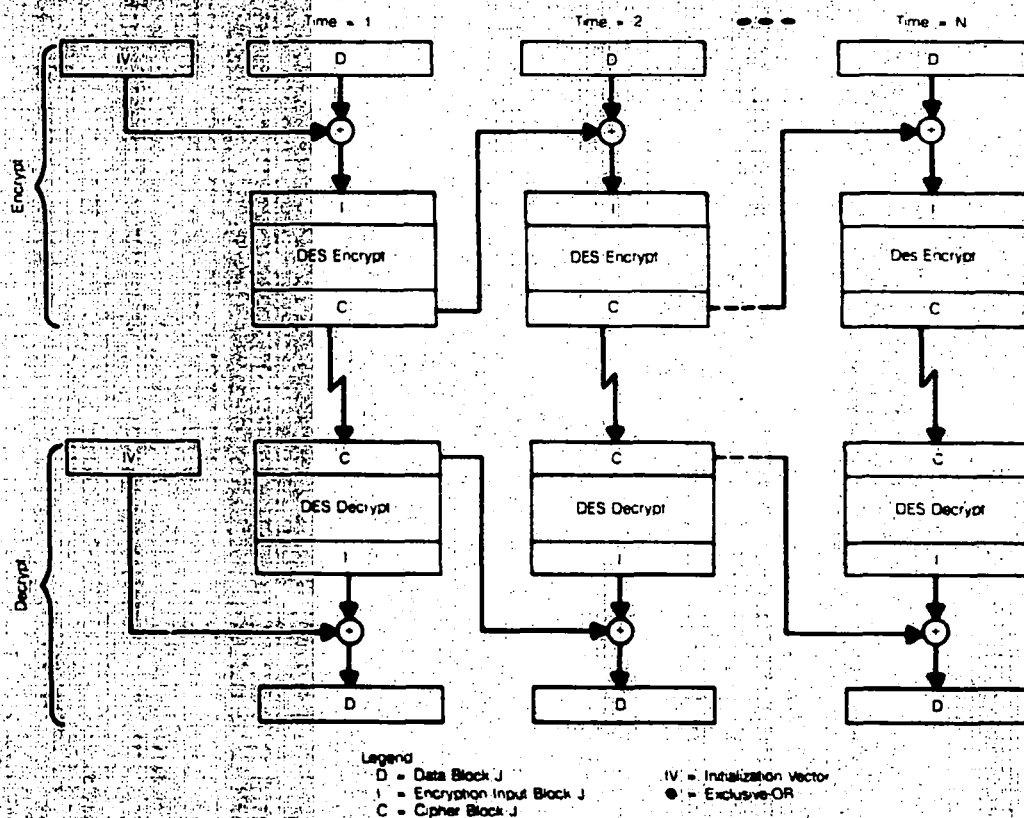 Time = 1
Time = 2
Time = N
IV
D
D
D
Encrypt
I
I
I
DES Encrypt
DES Encrypt
Des Encrypt
C
C
C
IV
C
C
C
Decrypt
DES Decrypt
DES Decrypt
DES Decrypt
I
I
I
D
D
D
Legend
D = Data Block J
I = Encryption Input Block J
C = Cipher Block J
IV = Initialization Vector
= Exclusive-OR